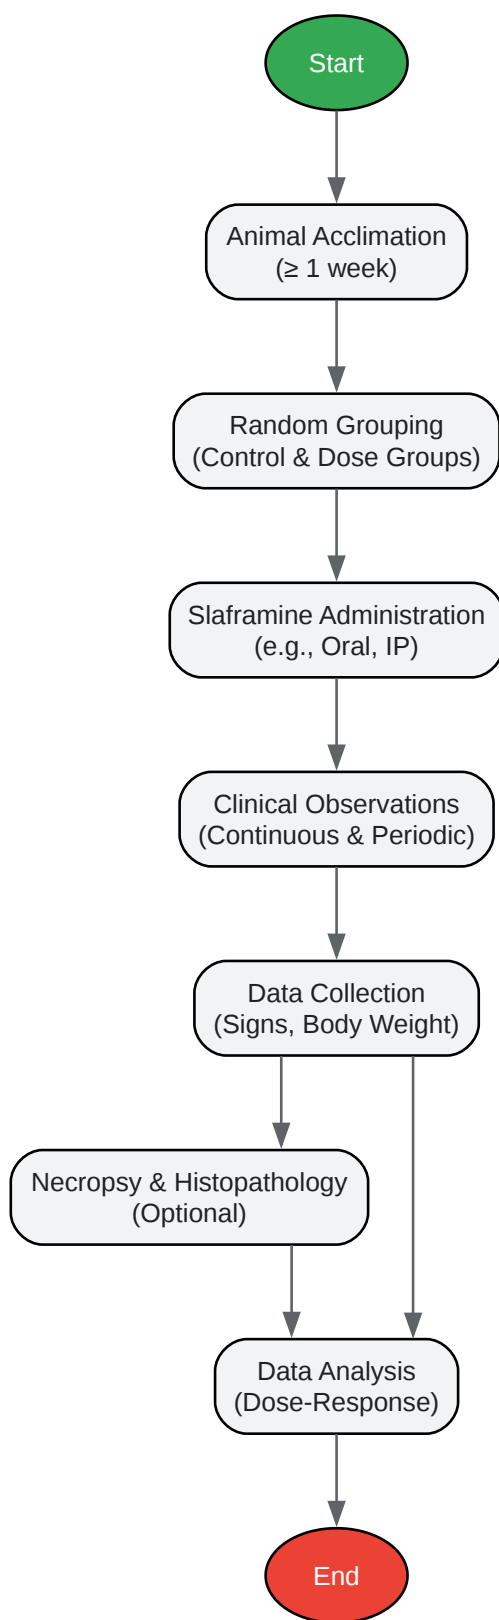 Start
Animal Acclimation
(≥ 1 week)
Random Grouping
(Control & Dose Groups)
Slaframine Administration
(e.g., Oral, IP)
Clinical Observations
(Continuous & Periodic)
Data Collection
(Signs, Body Weight)
Necropsy & Histopathology
(Optional)
Data Analysis
(Dose-Response)
End